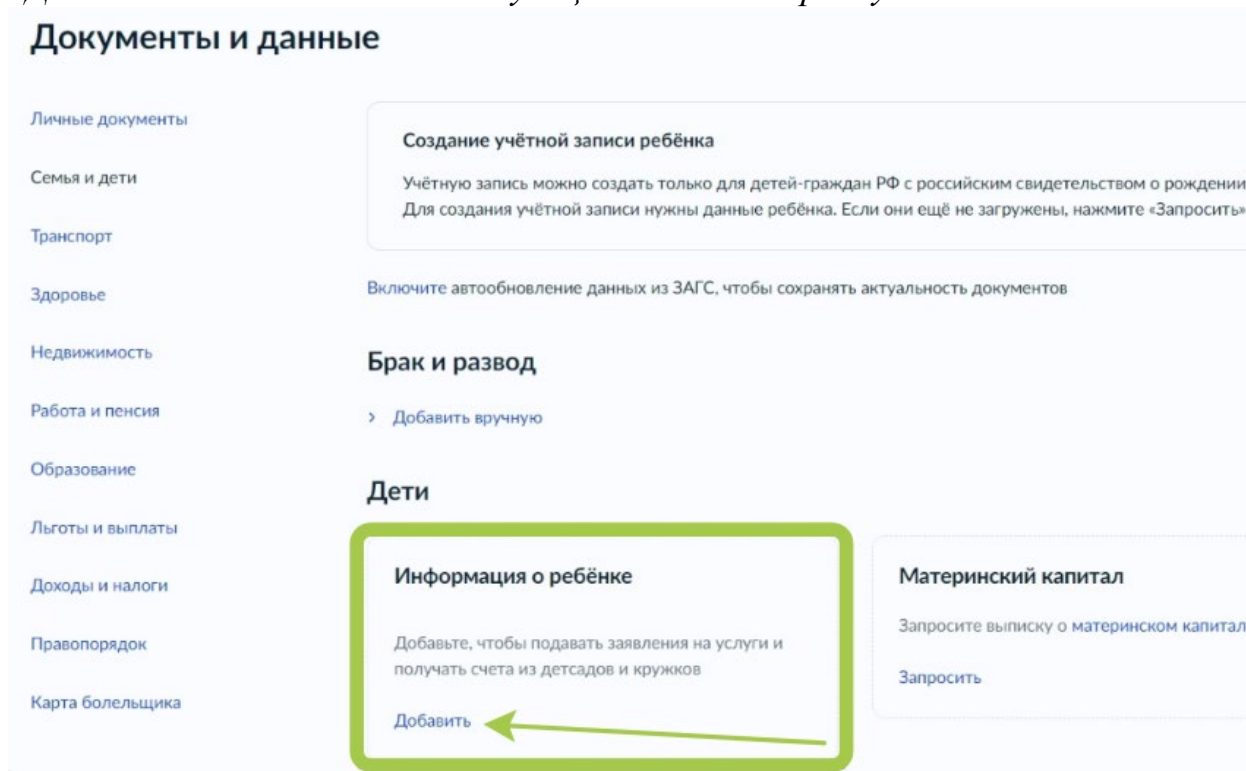 Документы и данные
Личные документы
Семья и дети
Транспорт
Здоровье
Недвижимость
Работа и пенсия
Образование
Льготы и выплаты
Доходы и налоги
Правопорядок
Карта болельщика
Создание учётной записи ребёнка
Учётную запись можно создать только для детей-граждан РФ с российским свидетельством о рождении
Для создания учётной записи нужны данные ребёнка. Если они ещё не загружены, нажмите «Запросить»
Включите автообновление данных из ЗАГС, чтобы сохранять актуальность документов
Брак и развод
> Добавить вручную
Дети
Информация о ребёнке
Добавьте, чтобы подавать заявления на услуги и
получать счета из детсадов и кружков
Добавить
Материнский капитал
Запросите выписку о материнском капитал
Запросить